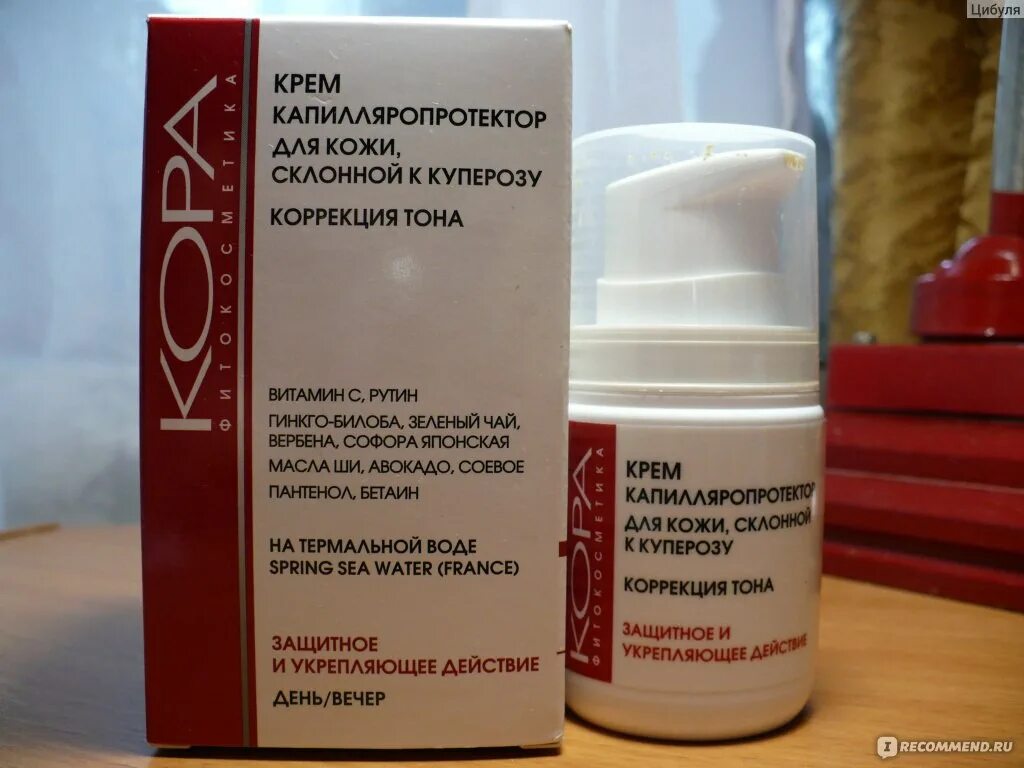 Цибуля
КОРА
ФИТОКОСМЕТИКА
КРЕМ
КАПИЛЛЯРОПРОТЕКТОР
ДЛЯ КОЖИ,
СКЛОННОЙ К КУПЕРОЗУ
КОРРЕКЦИЯ ТОНА
ВИТАМИН С, РУТИН
ГИНКГО-БИЛОБА, ЗЕЛЕНЫЙ ЧАЙ,
ВЕРБЕНА, СОФОРА ЯПОНСКАЯ
МАСЛА ШИ, АВОКАДО, СОЕВОЕ
ПАНТЕНОЛ, БЕТАИН
НА ТЕРМАЛЬНОЙ ВОДЕ
SPRING SEA WATER (FRANCE)
ЗАЩИТНОЕ
И УКРЕПЛЯЮЩЕЕ ДЕЙСТВИЕ
ДЕНЬ/ВЕЧЕР
КОРА
ФИТОКОСМЕТИКА
КРЕМ
КАПИЛЛЯРОПРОТЕКТОР
ДЛЯ КОЖИ, СКЛОННОЙ
К КУПЕРОЗУ
КОРРЕКЦИЯ ТОНА
ЗАЩИТНОЕ И
УКРЕПЛЯЮЩЕЕ ДЕЙСТВИЕ
IRECOMMEND.RU